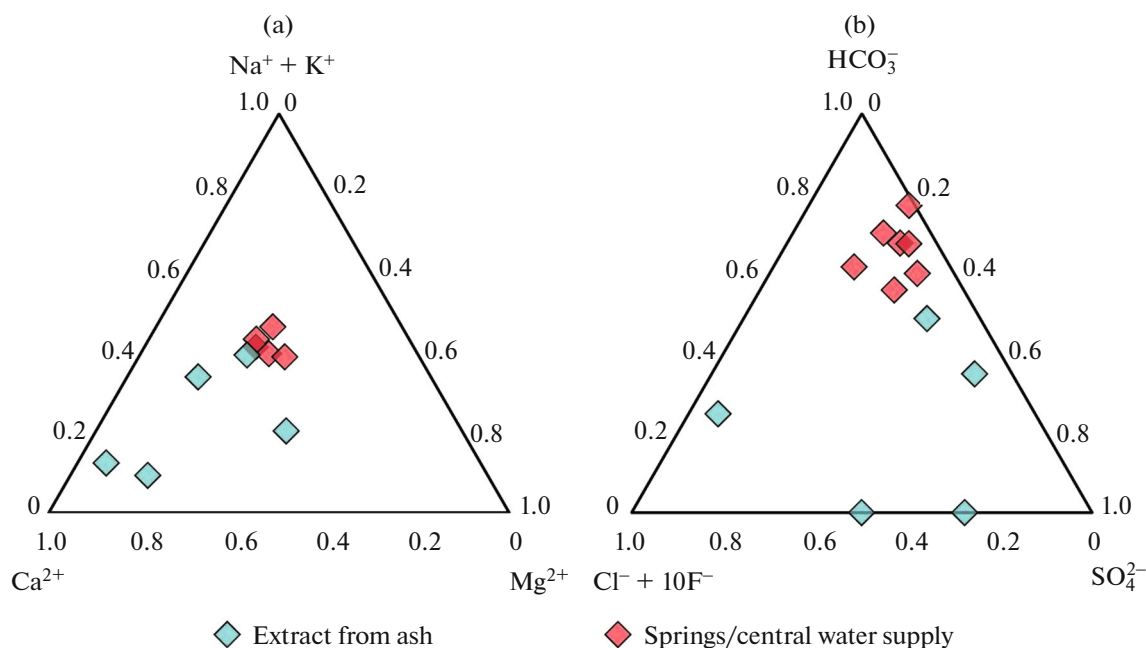 (a)
Na⁺ + K⁺
1.0 0
0.8 0.2
0.6 0.4
0.4 0.6
0.2 0.8
0 1.0
1.0 0.8 0.6 0.4 0.2 0
Ca²⁺ Mg²⁺
(b)
HCO₃⁻
1.0 0
0.8 0.2
0.6 0.4
0.4 0.6
0.2 0.8
0 1.0
1.0 0.8 0.6 0.4 0.2 0
Cl⁻ + 10F⁻ SO₄²⁻
Extract from ash
Springs/central water supply